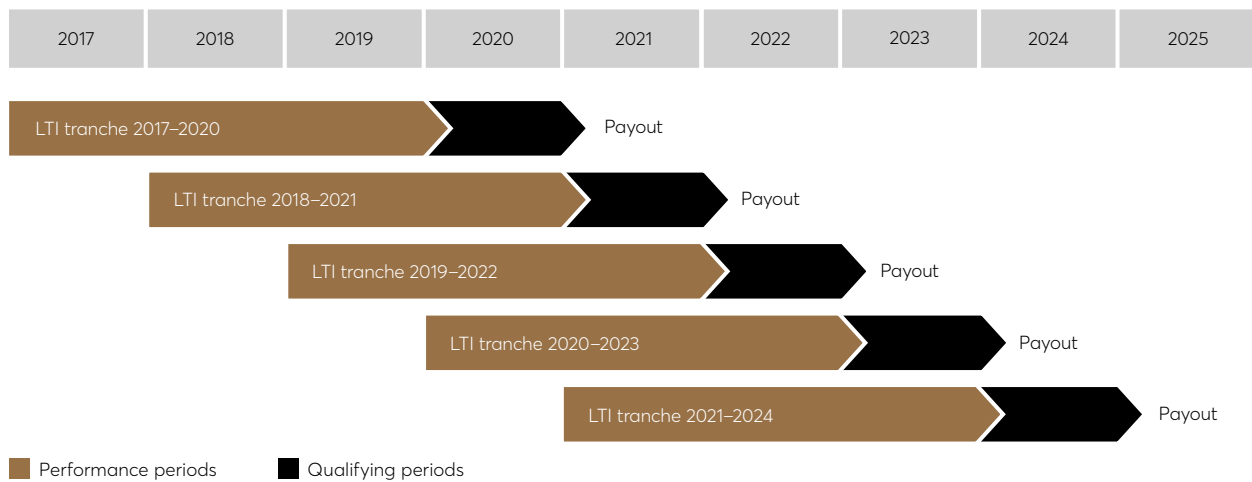 2017 2018 2019 2020 2021 2022 2023 2024 2025
LTI tranche 2017–2020 Payout
LTI tranche 2018–2021 Payout
LTI tranche 2019–2022 Payout
LTI tranche 2020–2023 Payout
LTI tranche 2021–2024 Payout
Performance periods Qualifying periods